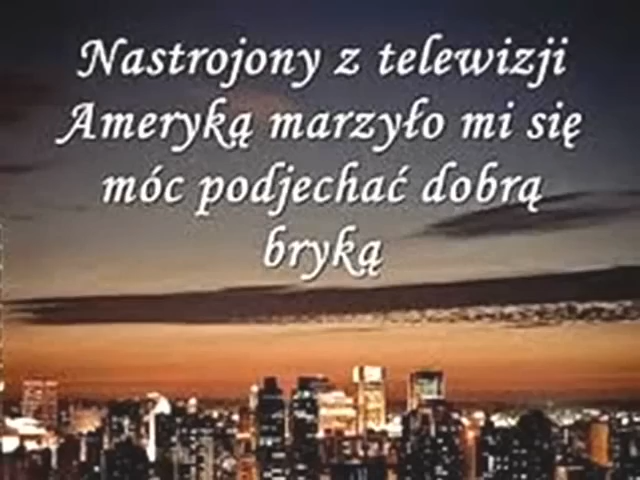 Nastrojony z telewizji
Ameryką marzyło mi się
móc podjechać dobrą
bryką